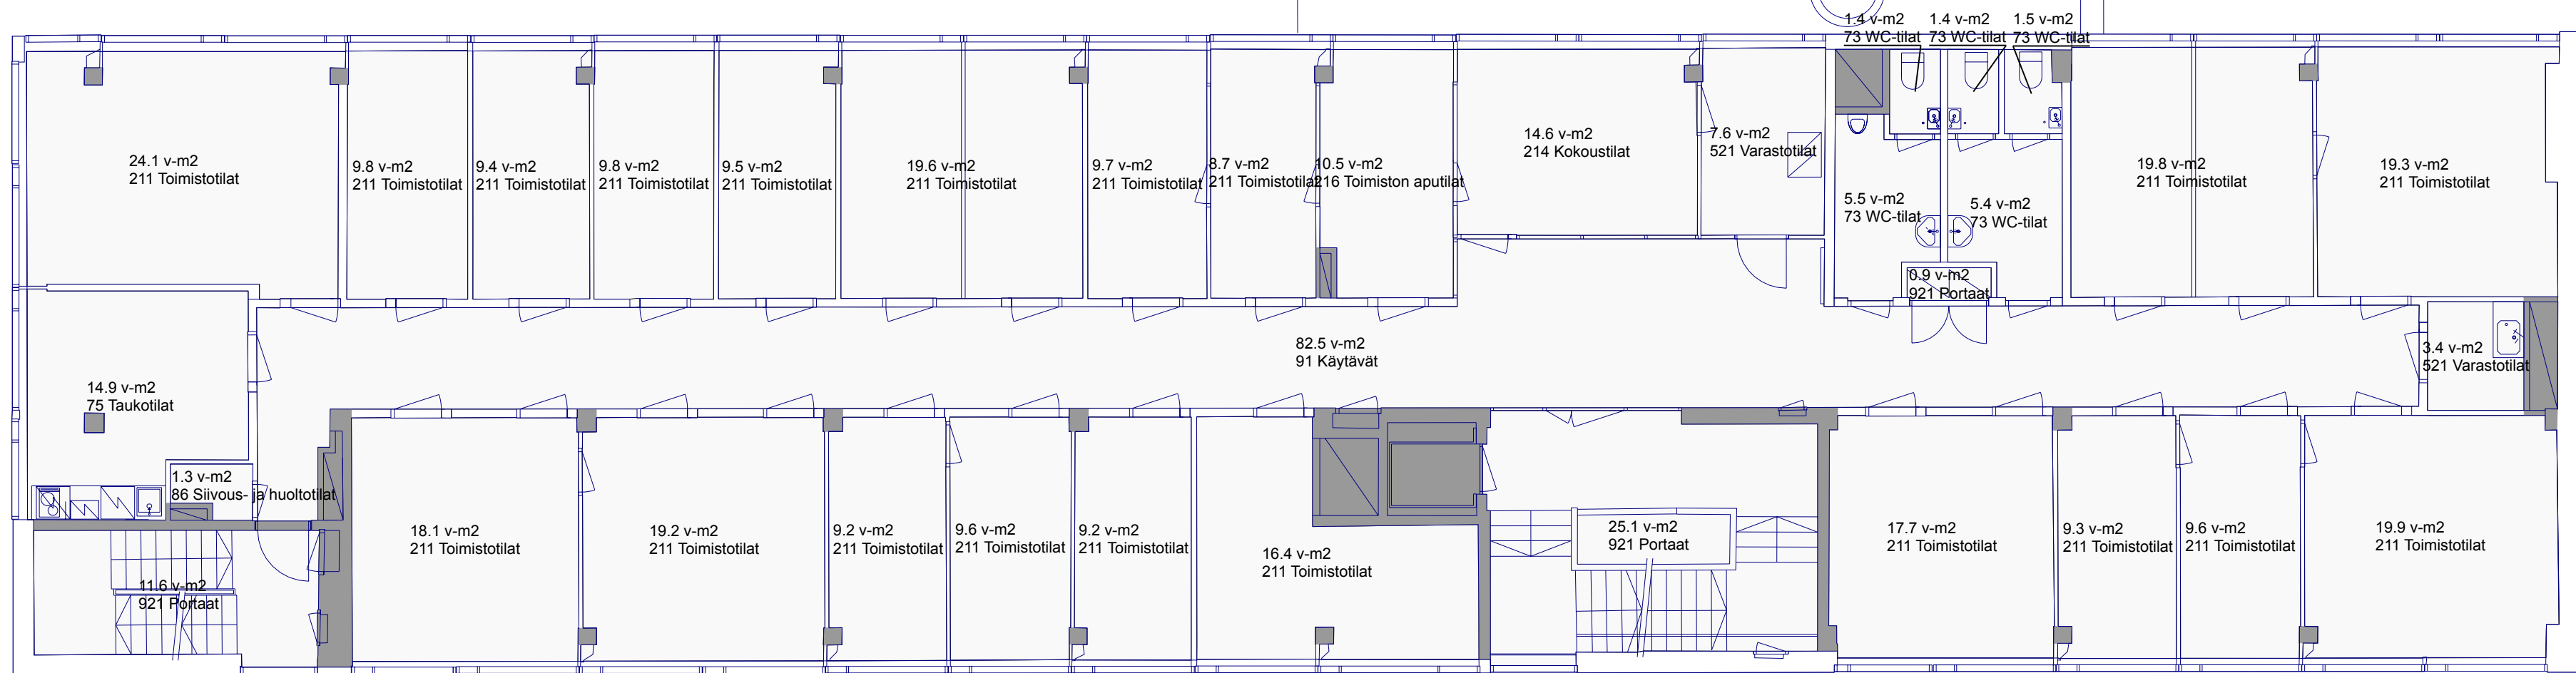 1.4 v-m2
73 WC-tilat
1.4 v-m2
73 WC-tilat
1.5 v-m2
73 WC-tilat
24.1 v-m2
211 Toimistotilat
9.8 v-m2
211 Toimistotilat
9.4 v-m2
211 Toimistotilat
9.8 v-m2
211 Toimistotilat
9.5 v-m2
211 Toimistotilat
19.6 v-m2
211 Toimistotilat
9.7 v-m2
211 Toimistotilat
8.7 v-m2
211 Toimistotilat
10.5 v-m2
216 Toimiston aputilat
14.6 v-m2
214 Kokoustilat
7.6 v-m2
521 Varastotilat
5.5 v-m2
73 WC-tilat
5.4 v-m2
73 WC-tilat
0.9 v-m2
921 Portaat
19.8 v-m2
211 Toimistotilat
19.3 v-m2
211 Toimistotilat
82.5 v-m2
91 Käytävät
3.4 v-m2
521 Varastotilat
14.9 v-m2
75 Taukotilat
1.3 v-m2
86 Siivous- ja huoltotilat
11.6 v-m2
921 Portaat
18.1 v-m2
211 Toimistotilat
19.2 v-m2
211 Toimistotilat
9.2 v-m2
211 Toimistotilat
9.6 v-m2
211 Toimistotilat
9.2 v-m2
211 Toimistotilat
16.4 v-m2
211 Toimistotilat
25.1 v-m2
921 Portaat
17.7 v-m2
211 Toimistotilat
9.3 v-m2
211 Toimistotilat
9.6 v-m2
211 Toimistotilat
19.9 v-m2
211 Toimistotilat